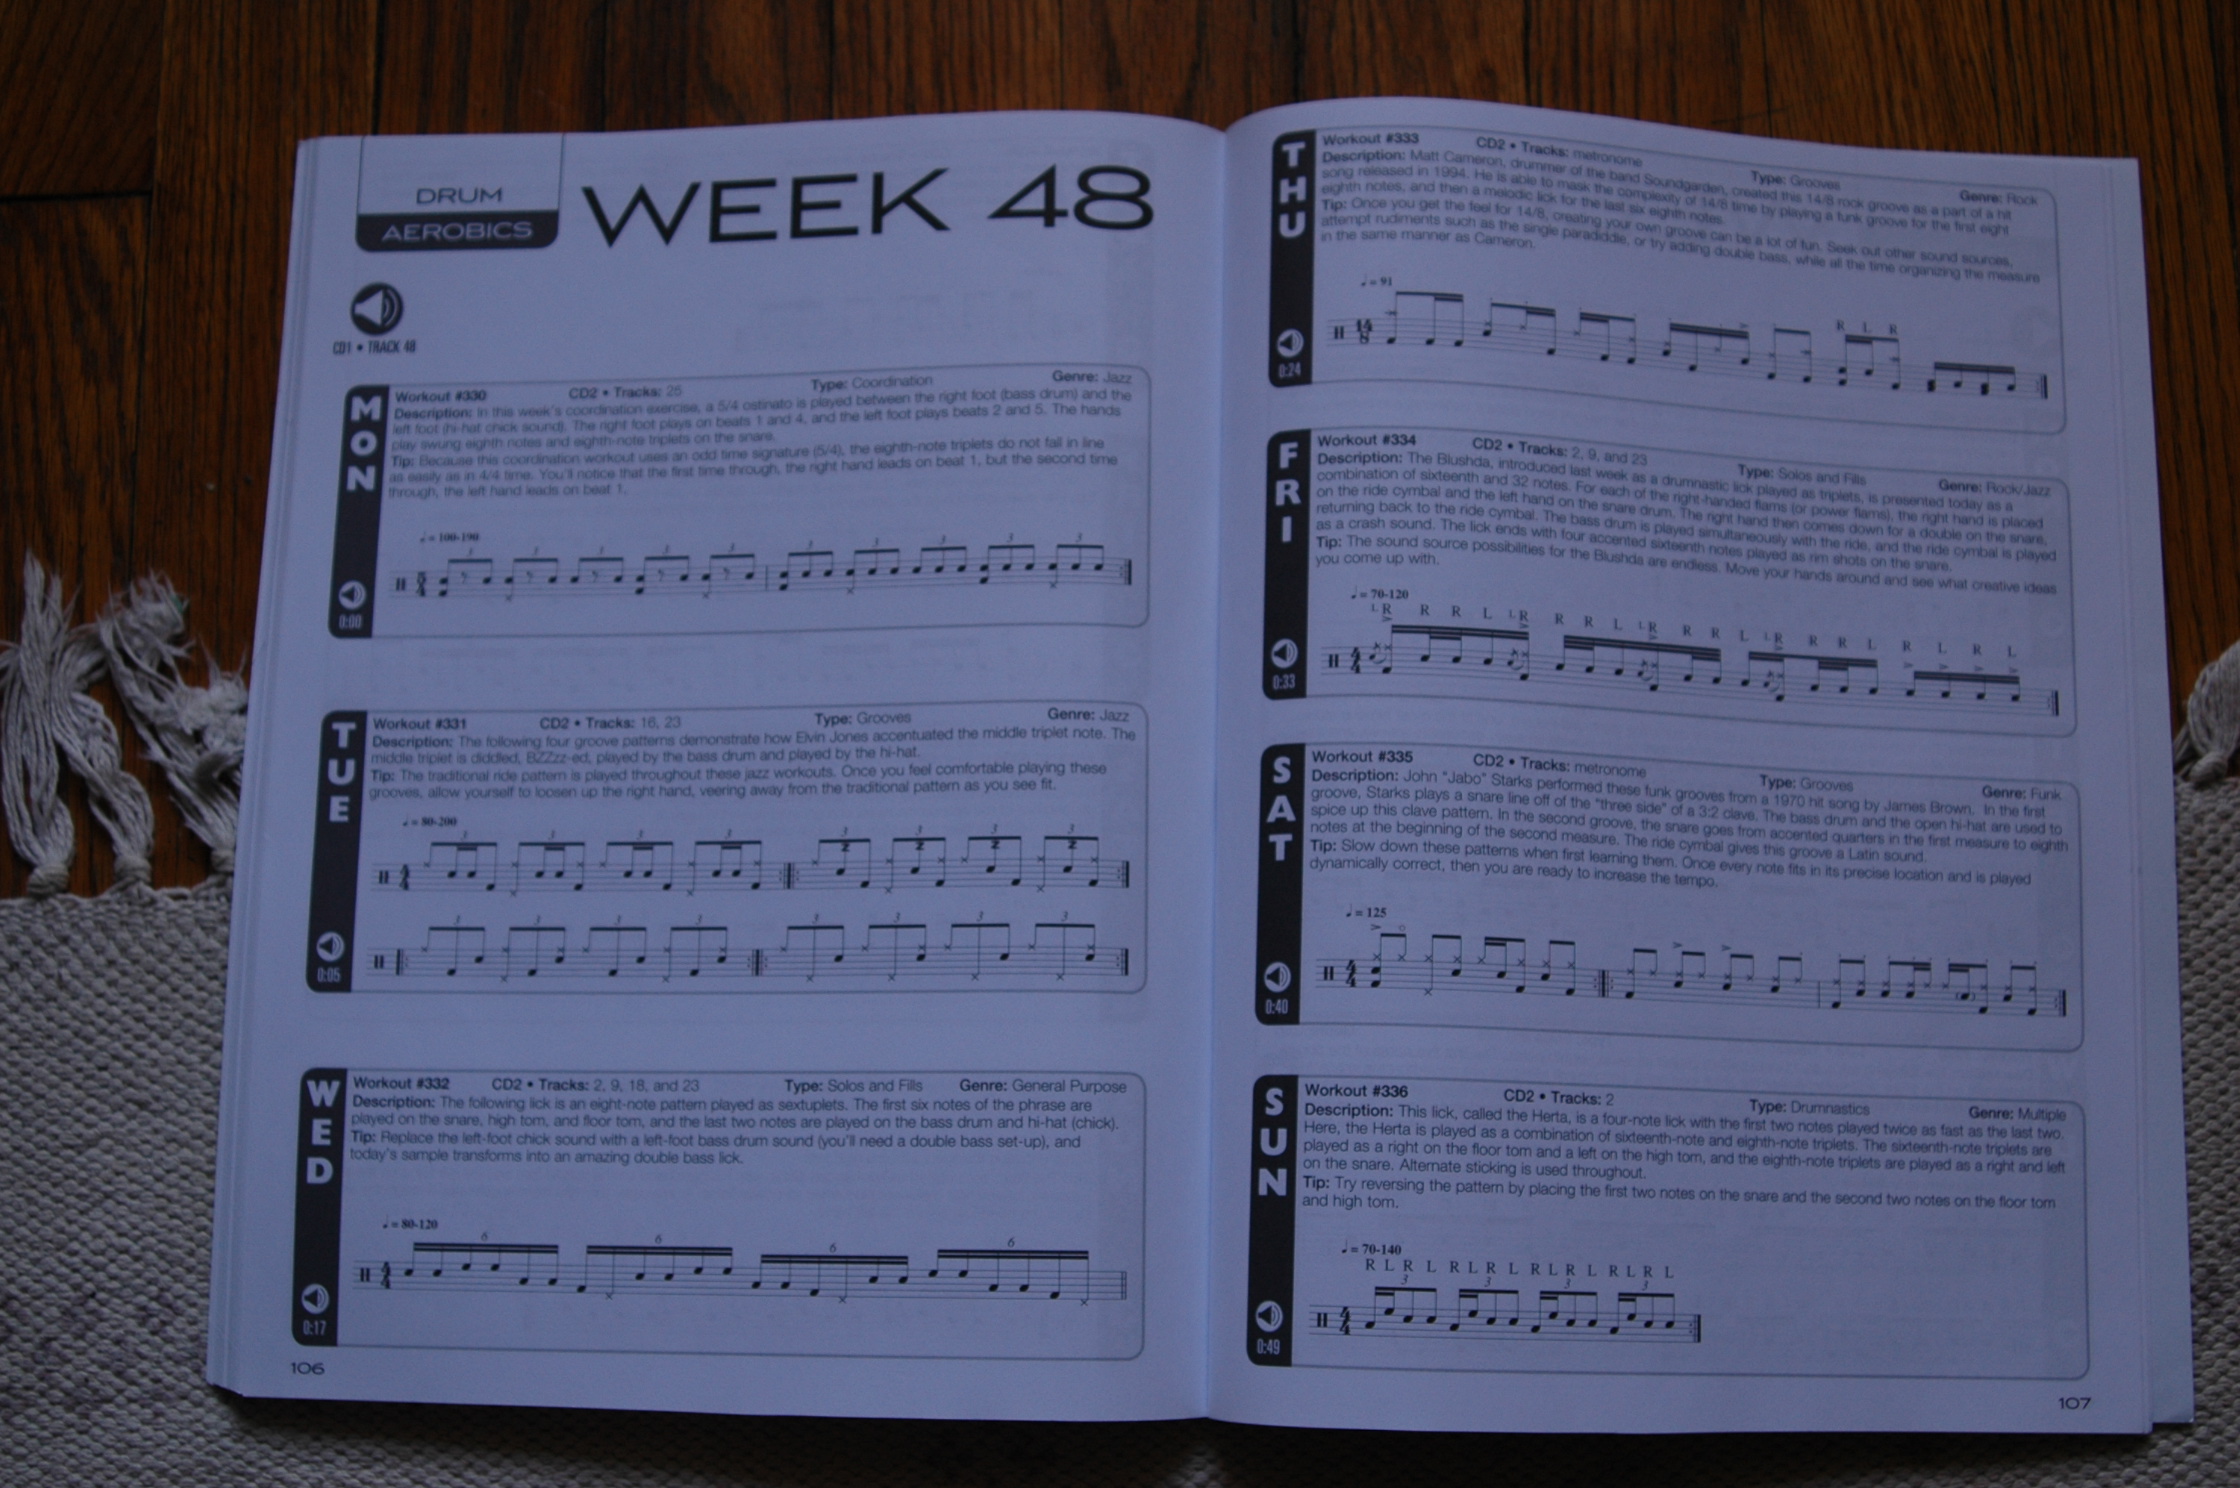 DRUM
AEROBICS
WEEK 48
CD1 • TRACK 48
MON
0:00
Workout #330 CD2 • Tracks: 25 Type: Coordination Genre: Jazz
Description: In this week's coordination exercise, a 5/4 ostinato is played between the right foot (bass drum) and the
left foot (hi-hat chick sound). The right foot plays on beats 1 and 4, and the left foot plays beats 2 and 5. The hands
play swung eighth notes and eighth-note triplets on the snare.
Tip: Because this coordination workout uses an odd time signature (5/4), the eighth-note triplets do not fall in line
as easily as in 4/4 time. You'll notice that the first time through, the right hand leads on beat 1, but the second time
through, the left hand leads on beat 1.
♩ = 100-190
TUE
0:05
Workout #331 CD2 • Tracks: 16, 23 Type: Grooves Genre: Jazz
Description: The following four groove patterns demonstrate how Elvin Jones accentuated the middle triplet note. The
middle triplet is diddled, BZZzz-ed, played by the bass drum and played by the hi-hat.
Tip: The traditional ride pattern is played throughout these jazz workouts. Once you feel comfortable playing these
grooves, allow yourself to loosen up the right hand, veering away from the traditional pattern as you see fit.
♩ = 80-200
WED
0:17
Workout #332 CD2 • Tracks: 2, 9, 18, and 23 Type: Solos and Fills Genre: General Purpose
Description: The following lick is an eight-note pattern played as sextuplets. The first six notes of the phrase are
played on the snare, high tom, and floor tom, and the last two notes are played on the bass drum and hi-hat (chick).
Tip: Replace the left-foot chick sound with a left-foot bass drum sound (you'll need a double bass set-up), and
today's sample transforms into an amazing double bass lick.
♩ = 80-120
6 6 6 6
106
THU
0:24
Workout #333 CD2 • Tracks: metronome Type: Grooves Genre: Rock
Description: Matt Cameron, drummer of the band Soundgarden, created this 14/8 rock groove as a part of a hit
song released in 1994. He is able to mask the complexity of 14/8 time by playing a funk groove for the first eight
eighth notes, and then a melodic lick for the last six eighth notes.
Tip: Once you get the feel for 14/8, creating your own groove can be a lot of fun. Seek out other sound sources,
attempt rudiments such as the single paradiddle, or try adding double bass, while all the time organizing the measure
in the same manner as Cameron.
♩ = 91
R L R
FRI
0:33
Workout #334 CD2 • Tracks: 2, 9, and 23 Type: Solos and Fills Genre: Rock/Jazz
Description: The Blushda, introduced last week as a drumnastic lick played as triplets, is presented today as a
combination of sixteenth and 32 notes. For each of the right-handed flams (or power flams), the right hand is placed
on the ride cymbal and the left hand on the snare drum. The right hand then comes down for a double on the snare,
returning back to the ride cymbal. The bass drum is played simultaneously with the ride, and the ride cymbal is played
as a crash sound. The lick ends with four accented sixteenth notes played as rim shots on the snare.
Tip: The sound source possibilities for the Blushda are endless. Move your hands around and see what creative ideas
you come up with.
♩ = 70-120
L R R R L L R R R L L R R R L L R R R L R L R L
SAT
0:40
Workout #335 CD2 • Tracks: metronome Type: Grooves Genre: Funk
Description: John "Jabo" Starks performed these funk grooves from a 1970 hit song by James Brown. In the first
groove, Starks plays a snare line off of the "three side" of a 3:2 clave. The bass drum and the open hi-hat are used to
spice up this clave pattern. In the second groove, the snare goes from accented quarters in the first measure to eighth
notes at the beginning of the second measure. The ride cymbal gives this groove a Latin sound.
Tip: Slow down these patterns when first learning them. Once every note fits in its precise location and is played
dynamically correct, then you are ready to increase the tempo.
♩ = 125
SUN
0:49
Workout #336 CD2 • Tracks: 2 Type: Drumnastics Genre: Multiple
Description: This lick, called the Herta, is a four-note lick with the first two notes played twice as fast as the last two.
Here, the Herta is played as a combination of sixteenth-note and eighth-note triplets. The sixteenth-note triplets are
played as a right on the floor tom and a left on the high tom, and the eighth-note triplets are played as a right and left
on the snare. Alternate sticking is used throughout.
Tip: Try reversing the pattern by placing the first two notes on the snare and the second two notes on the floor tom
and high tom.
♩ = 70-140
R L R L R L R L R L R L R L R L
3 3 3 3
107